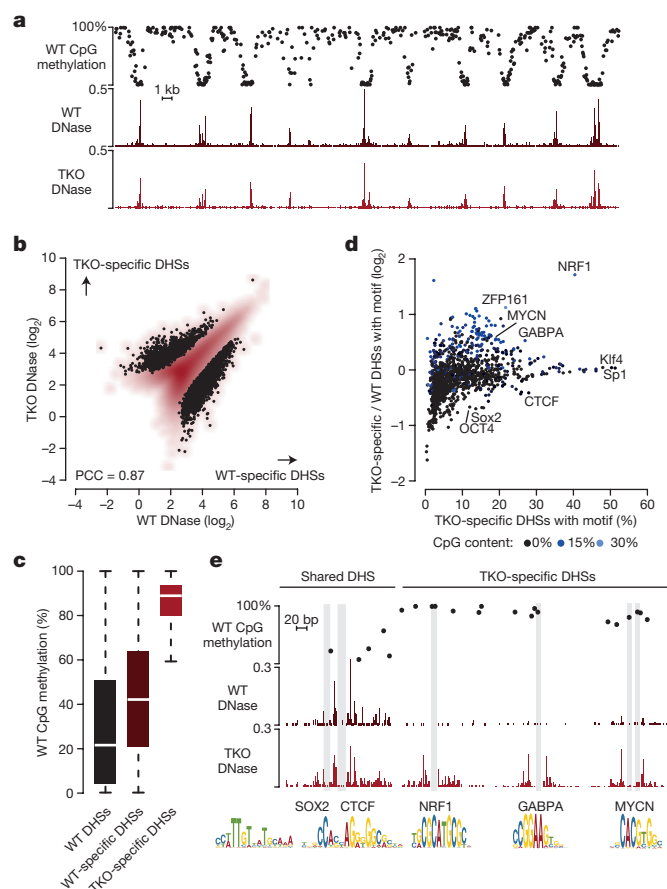 a
100%
WT CpG
methylation
0.5
1 kb
WT
DNase
0.5
TKO
DNase
b
10
TKO-specific DHSs
8
6
4
2
0
−2
−4
TKO DNase (log2)
PCC = 0.87
WT-specific DHSs
−4 −2 0 2 4 6 8 10
WT DNase (log2)
d
2
1
0
−1
−2
TKO-specific / WT DHSs with motif (log2)
NRF1
ZFP161
MYCN
GABPA
Klf4
Sp1
CTCF
Sox2
OCT4
0 10 20 30 40 50 60
TKO-specific DHSs with motif (%)
CpG content: 0% 15% 30%
c
100
80
60
40
20
0
WT CpG methylation (%)
WT DHSs
WT-specific DHSs
TKO-specific DHSs
e
Shared DHS
TKO-specific DHSs
100%
20 bp
WT CpG
methylation
0.3
WT
DNase
0.3
TKO
DNase
SOX2 CTCF NRF1 GABPA MYCN